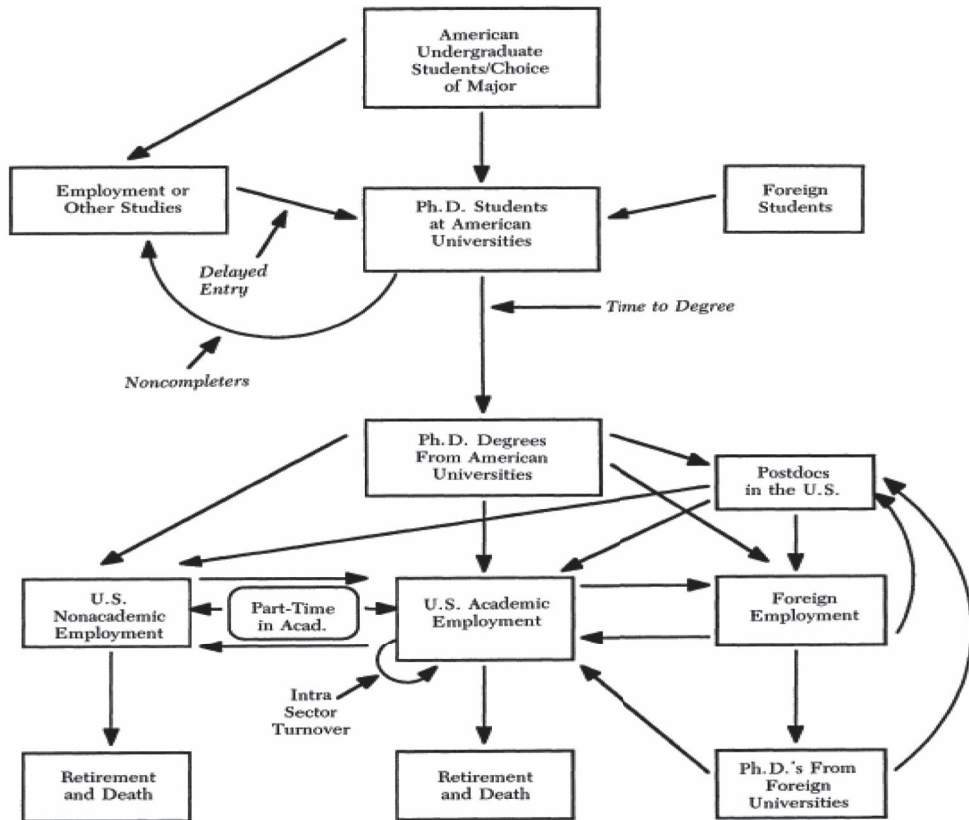 American
Undergraduate
Students/Choice
of Major
Employment or
Other Studies
Ph.D. Students
at American
Universities
Foreign
Students
Delayed
Entry
Time to Degree
Noncompleters
Ph.D. Degrees
From American
Universities
Postdocs
in the U.S.
U.S.
Nonacademic
Employment
Part-Time
in Acad.
U.S. Academic
Employment
Foreign
Employment
Intra
Sector
Turnover
Retirement
and Death
Retirement
and Death
Ph.D.'s From
Foreign
Universities